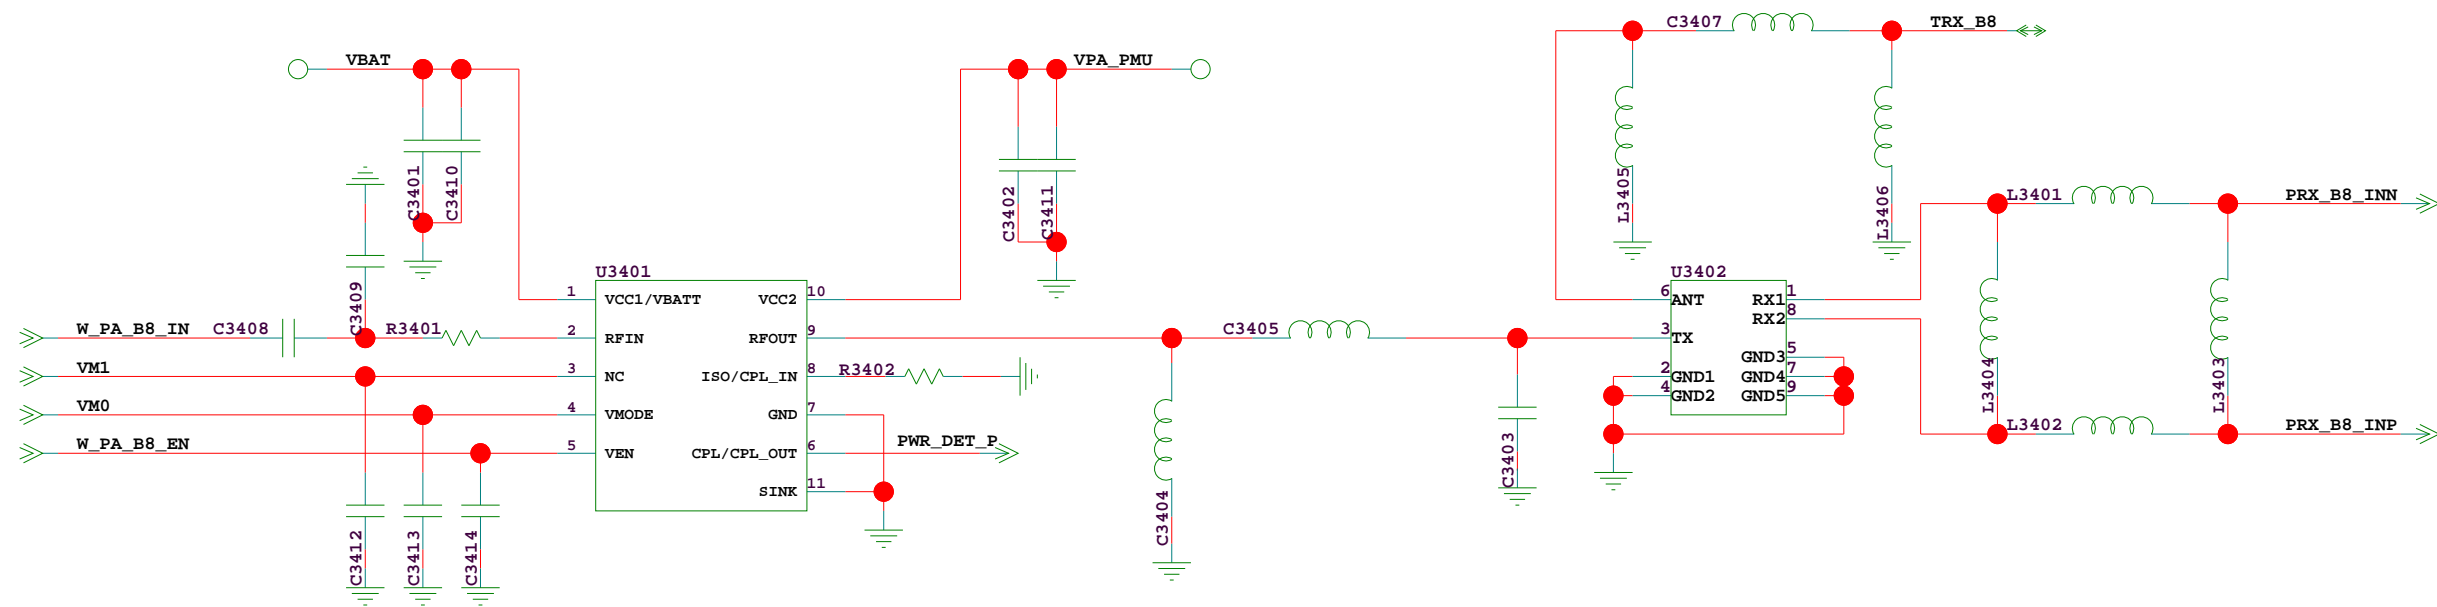 C3407
TRX_B8
VBAT
VPA_PMU
C3401
C3410
C3402
C3411
L3405
L3406
L3401
PRX_B8_INN
C3409
U3401
U3402
1
VCC1/VBATT
VCC2
10
6
ANT
RX1
1
RX2
8
W_PA_B8_IN
C3408
R3401
2
RFIN
RFOUT
9
C3405
3
TX
GND3
5
VM1
3
NC
ISO/CPL_IN
8
R3402
2
GND1
GND4
7
4
GND2
GND5
9
L3404
L3403
VM0
4
VMODE
GND
7
L3402
PRX_B8_INP
W_PA_B8_EN
5
VEN
CPL/CPL_OUT
6
PWR_DET_P
C3403
SINK
11
C3404
C3412
C3413
C3414